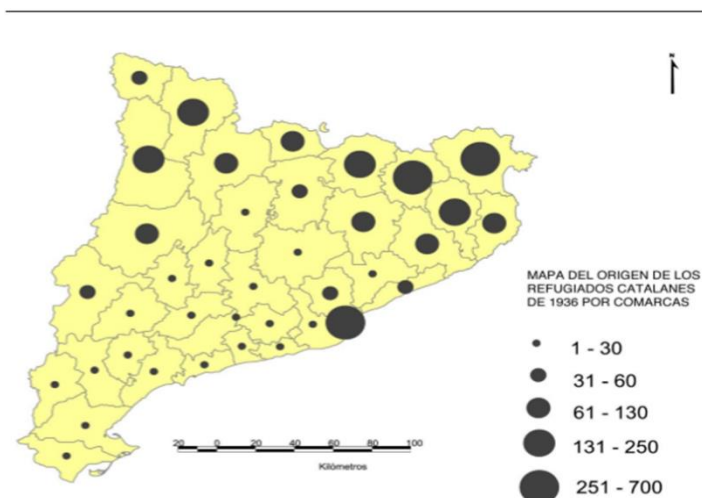 N
MAPA DEL ORIGEN DE LOS
REFUGIADOS CATALANES
DE 1936 POR COMARCAS
1 - 30
31 - 60
61 - 130
131 - 250
251 - 700
20 0 20 40 60 80 100
Kilómetros